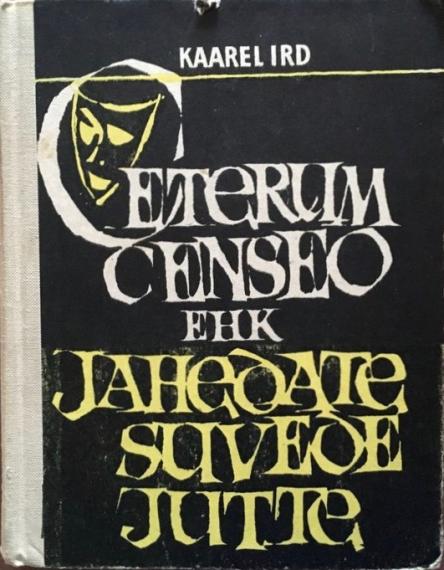 KAAREL IRD
CETERUM
CENSEO
EHK
JAHEDATE
SUVEDE
JUTTE